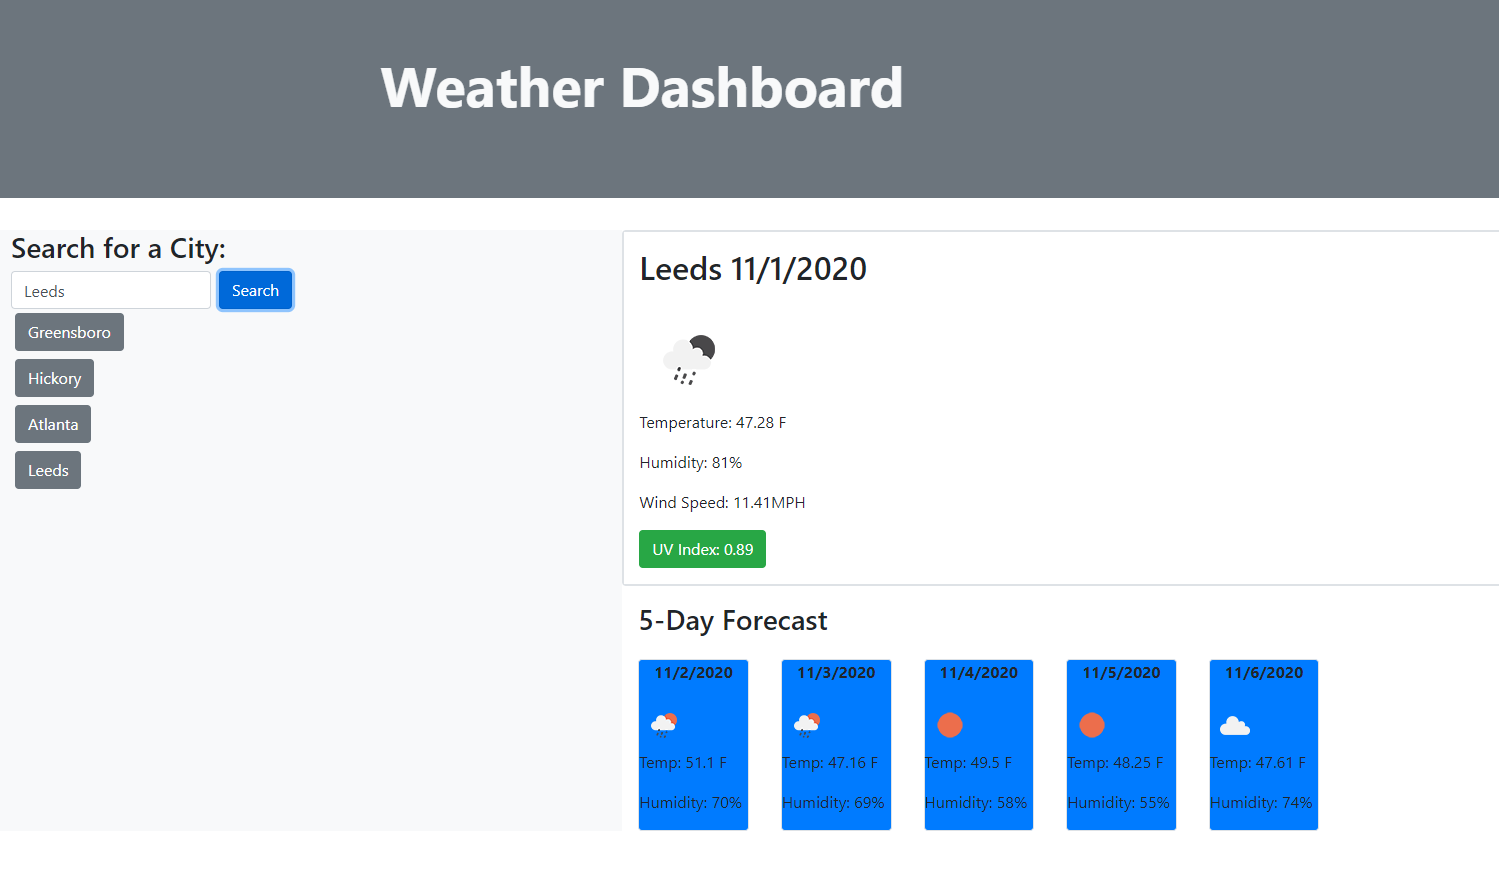 Weather Dashboard
Search for a City:
Leeds
Search
Greensboro
Hickory
Atlanta
Leeds
Leeds 11/1/2020
Temperature: 47.28 F
Humidity: 81%
Wind Speed: 11.41MPH
UV Index: 0.89
5-Day Forecast
11/2/2020
Temp: 51.1 F
Humidity: 70%
11/3/2020
Temp: 47.16 F
Humidity: 69%
11/4/2020
Temp: 49.5 F
Humidity: 58%
11/5/2020
Temp: 48.25 F
Humidity: 55%
11/6/2020
Temp: 47.61 F
Humidity: 74%